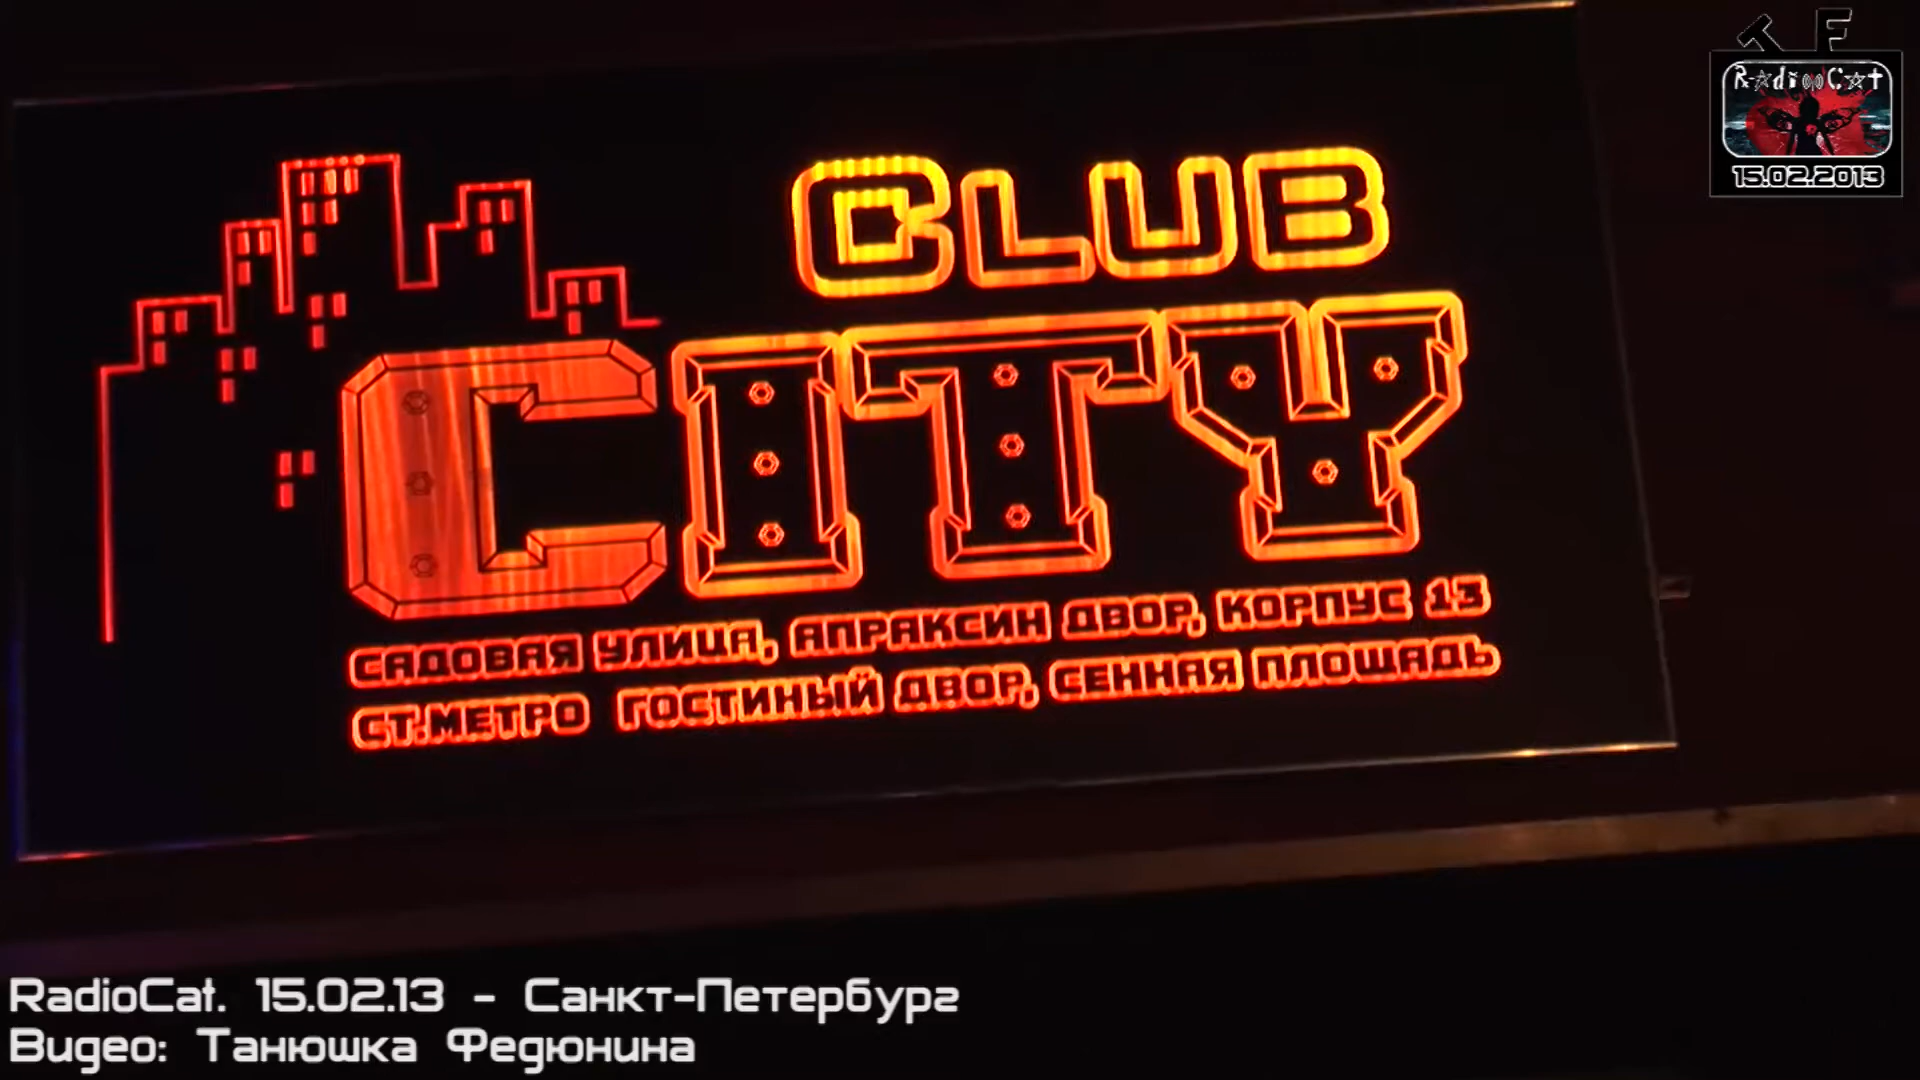 T F
RadioCat
15.02.2013
CLUB
CITY
САДОВАЯ УЛИЦА, АПРАКСИН ДВОР, КОРПУС 13
СТ.МЕТРО ГОСТИНЫЙ ДВОР, СЕННАЯ ПЛОЩАДЬ
RadioCat. 15.02.13 - Санкт-Петербург
Видео: Танюшка Федюнина